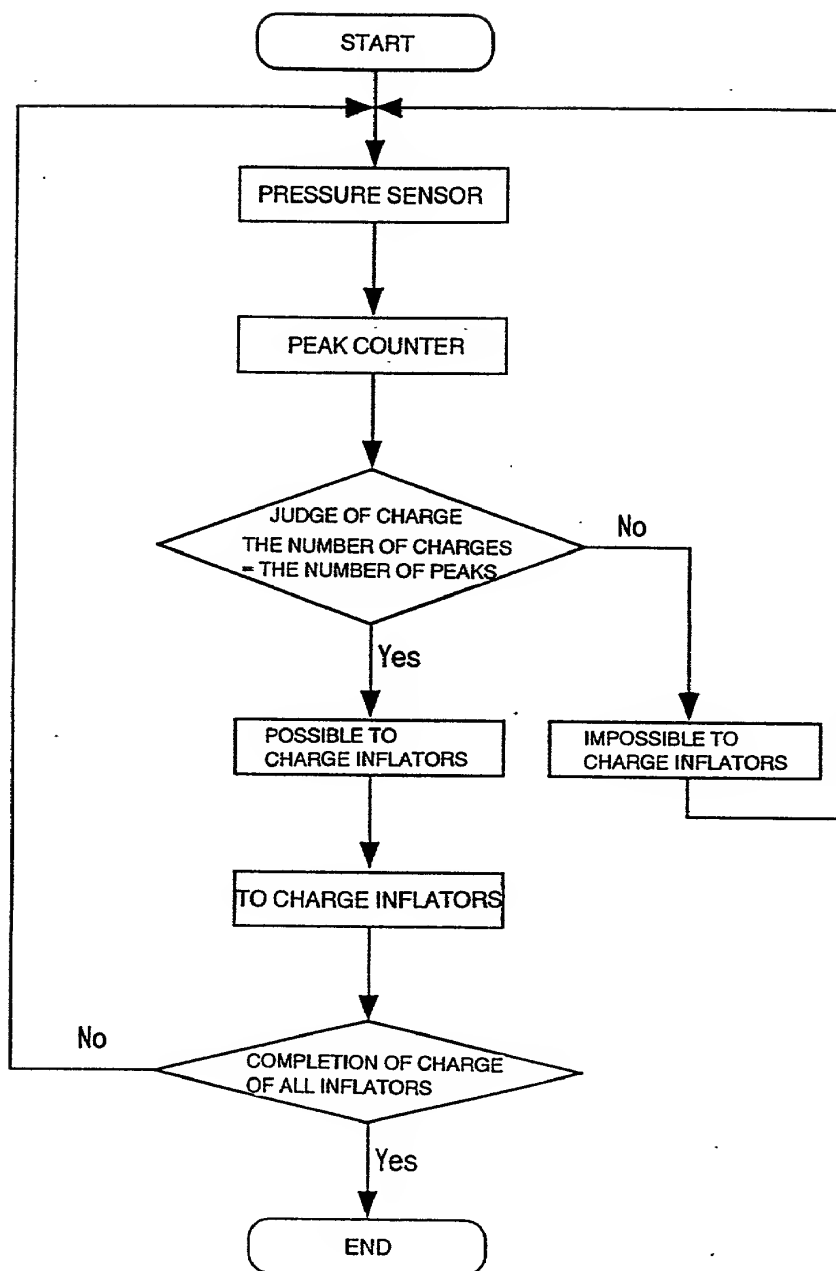 START
PRESSURE SENSOR
PEAK COUNTER
JUDGE OF CHARGE
THE NUMBER OF CHARGES
= THE NUMBER OF PEAKS
No
Yes
POSSIBLE TO
CHARGE INFLATORS
IMPOSSIBLE TO
CHARGE INFLATORS
TO CHARGE INFLATORS
No
COMPLETION OF CHARGE
OF ALL INFLATORS
Yes
END